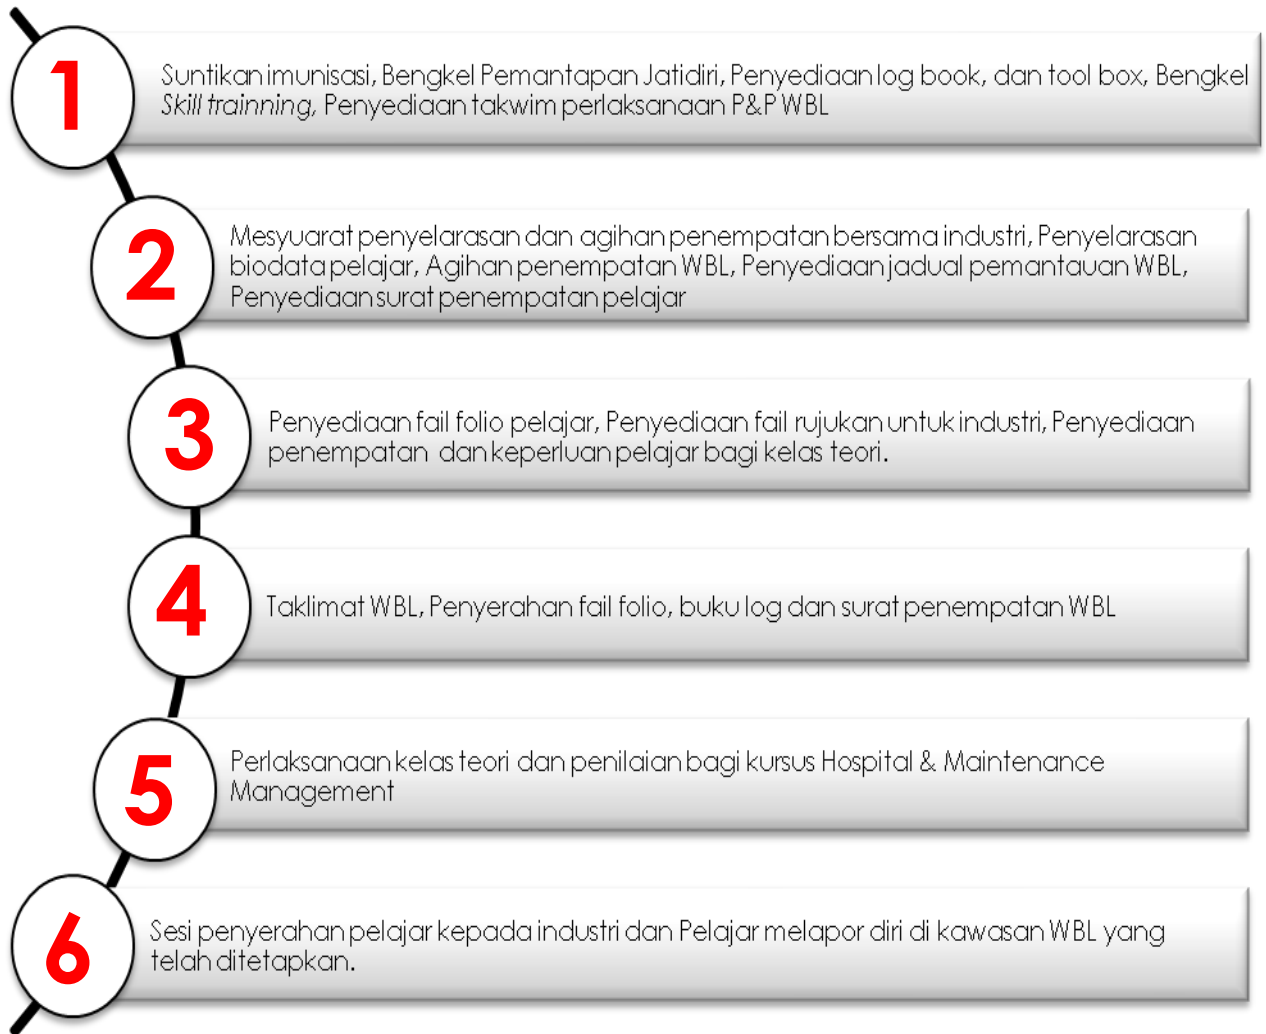 1
Suntikan imunisasi, Bengkel Pemantapan Jatidiri, Penyediaan log book, dan tool box, Bengkel
Skill trainning, Penyediaan takwim perlaksanaan P&P WBL
2
Mesyuarat penyelarasan dan agihan penempatan bersama industri, Penyelarasan
biodata pelajar, Agihan penempatan WBL, Penyediaan jadual pemantauan WBL,
Penyediaan surat penempatan pelajar
3
Penyediaan fail folio pelajar, Penyediaan fail rujukan untuk industri, Penyediaan
penempatan dan keperluan pelajar bagi kelas teori.
4
Taklimat WBL, Penyerahan fail folio, buku log dan surat penempatan WBL
5
Perlaksanaan kelas teori dan penilaian bagi kursus Hospital & Maintenance
Management
6
Sesi penyerahan pelajar kepada industri dan Pelajar melapor diri di kawasan WBL yang
telah ditetapkan.